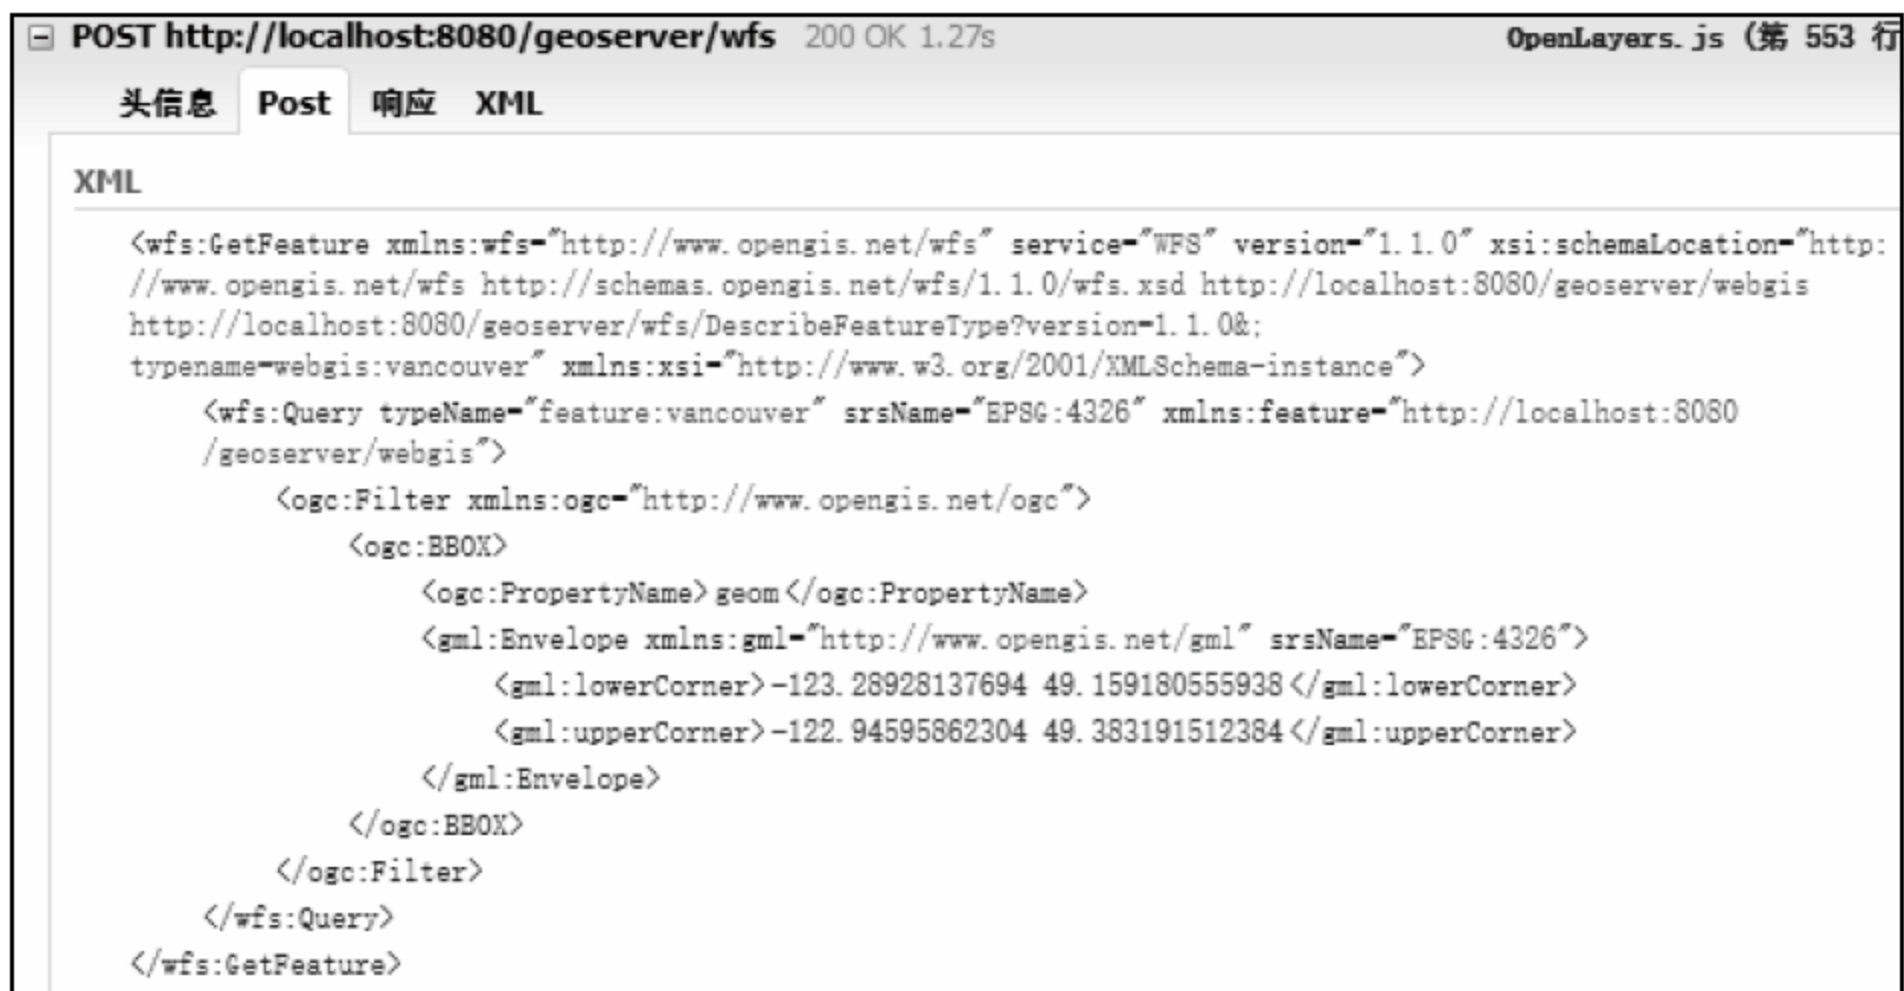 POST http://localhost:8080/geoserver/wfs 200 OK 1.27s OpenLayers.js (第 553 行
头信息 Post 响应 XML
XML
<wfs:GetFeature xmlns:wfs="http://www.opengis.net/wfs" service="WFS" version="1.1.0" xsi:schemaLocation="http:
//www.opengis.net/wfs http://schemas.opengis.net/wfs/1.1.0/wfs.xsd http://localhost:8080/geoserver/webgis
http://localhost:8080/geoserver/wfs/DescribeFeatureType?version=1.1.0&;
typename=webgis:vancouver" xmlns:xsi="http://www.w3.org/2001/XMLSchema-instance">
<wfs:Query typeName="feature:vancouver" srsName="EPSG:4326" xmlns:feature="http://localhost:8080
/geoserver/webgis">
<ogc:Filter xmlns:ogc="http://www.opengis.net/ogc">
<ogc:BBOX>
<ogc:PropertyName>geom</ogc:PropertyName>
<gml:Envelope xmlns:gml="http://www.opengis.net/gml" srsName="EPSG:4326">
<gml:lowerCorner>-123.28928137694 49.159180555938</gml:lowerCorner>
<gml:upperCorner>-122.94595862304 49.383191512384</gml:upperCorner>
</gml:Envelope>
</ogc:BBOX>
</ogc:Filter>
</wfs:Query>
</wfs:GetFeature>